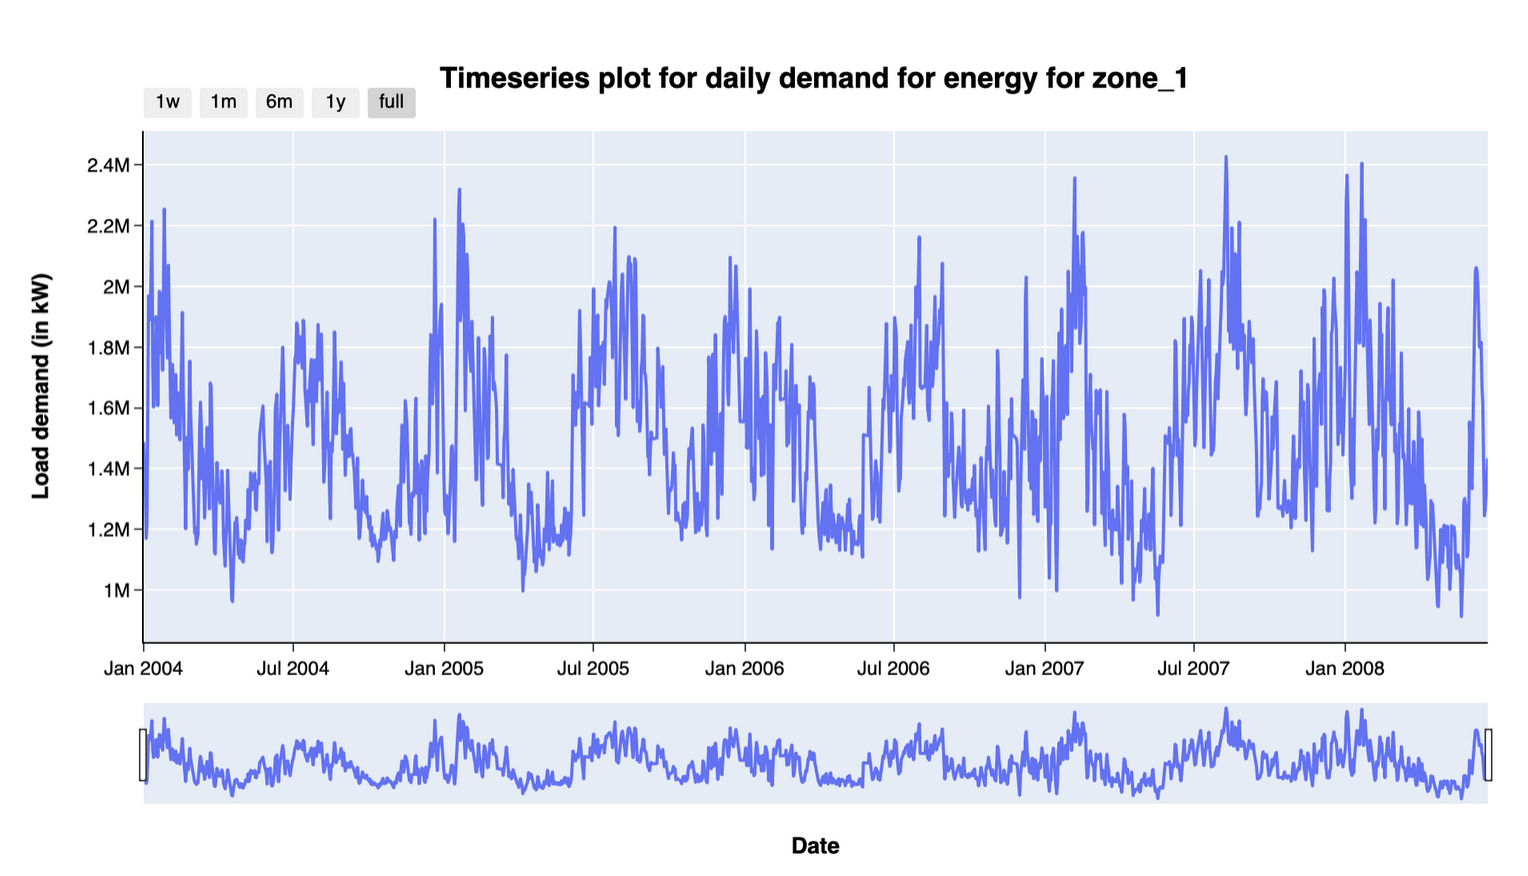 Timeseries plot for daily demand for energy for zone_1
1w 1m 6m 1y full
Load demand (in kW)
2.4M
2.2M
2M
1.8M
1.6M
1.4M
1.2M
1M
Jan 2004 Jul 2004 Jan 2005 Jul 2005 Jan 2006 Jul 2006 Jan 2007 Jul 2007 Jan 2008
Date